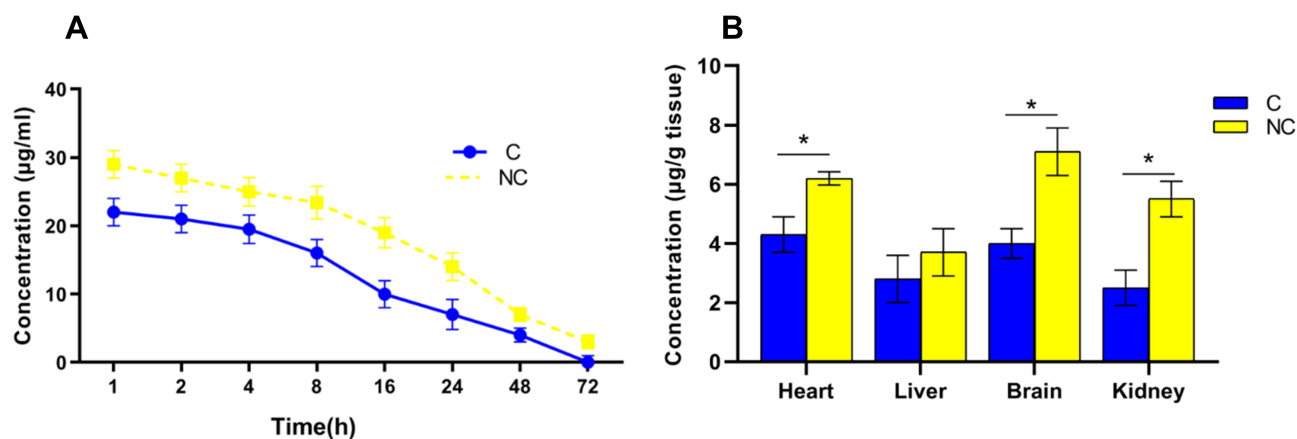 A
Concentration (µg/ml)
40
30
20
10
0
1 2 4 8 16 24 48 72
Time(h)
C
NC
B
Concentration (µg/g tissue)
10
8
6
4
2
0
* * *
Heart Liver Brain Kidney
C
NC